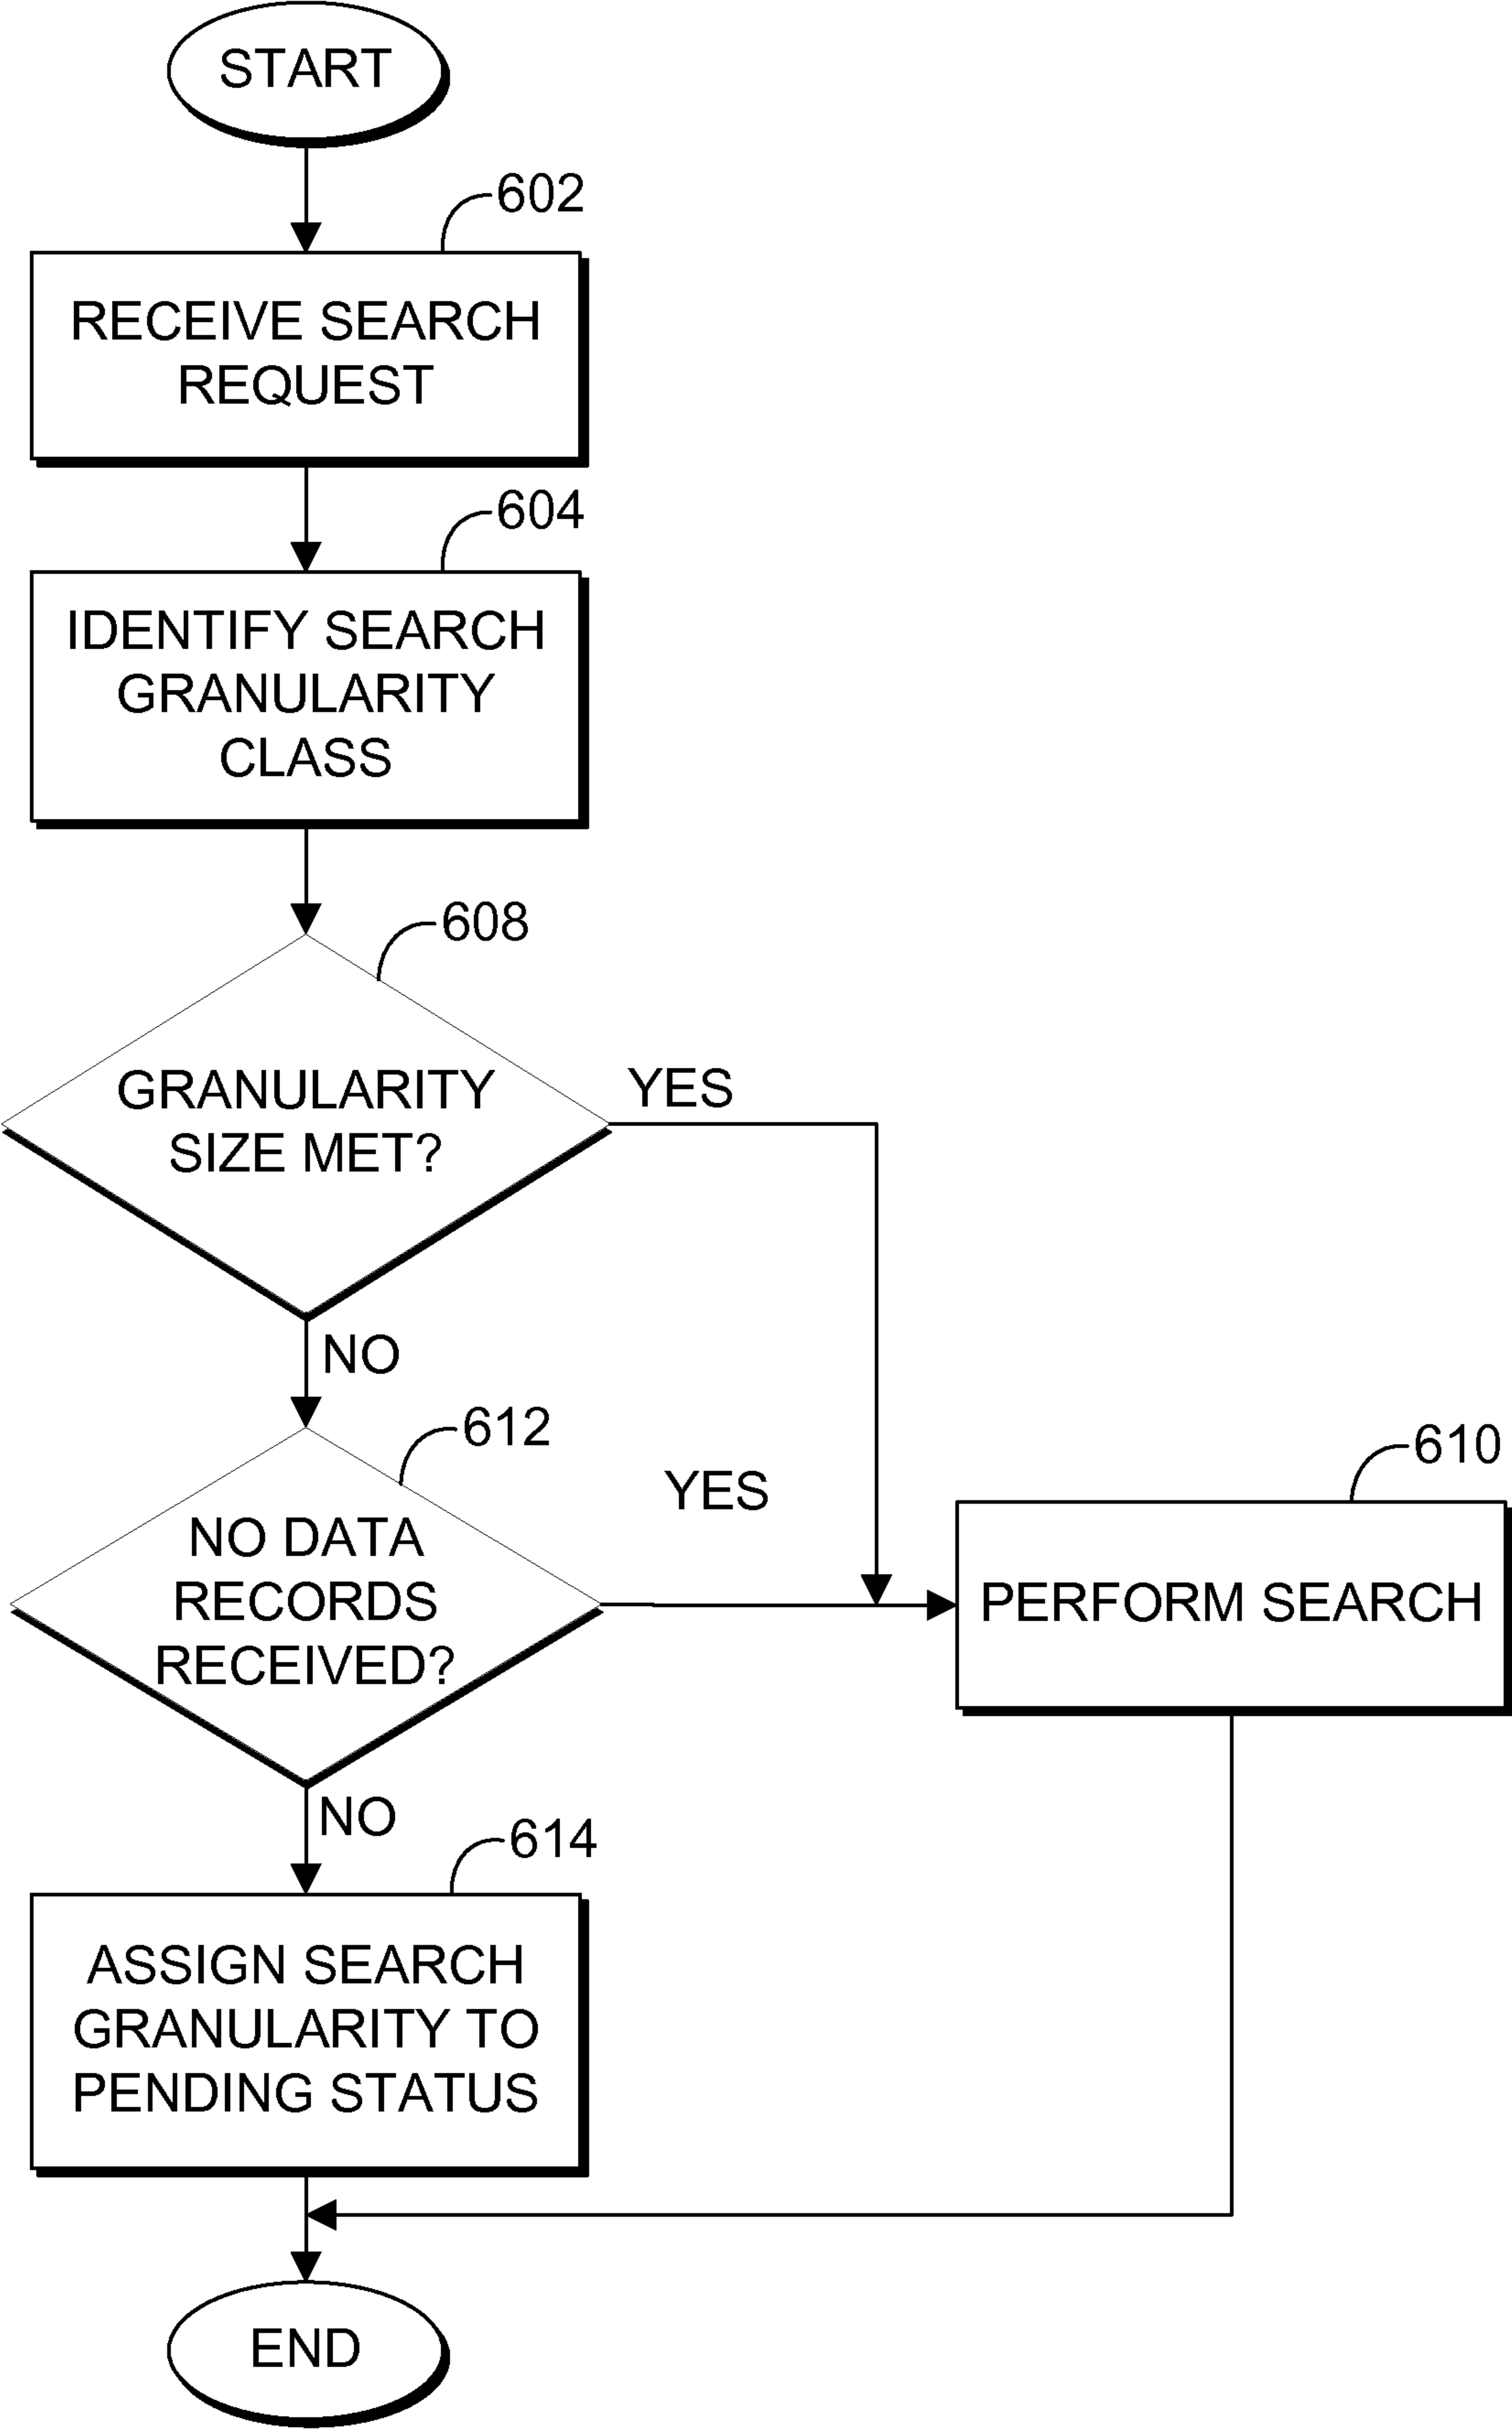 START
602
RECEIVE SEARCH
REQUEST
604
IDENTIFY SEARCH
GRANULARITY
CLASS
608
GRANULARITY
SIZE MET?
YES
NO
612
NO DATA
RECORDS
RECEIVED?
YES
610
PERFORM SEARCH
NO
614
ASSIGN SEARCH
GRANULARITY TO
PENDING STATUS
END